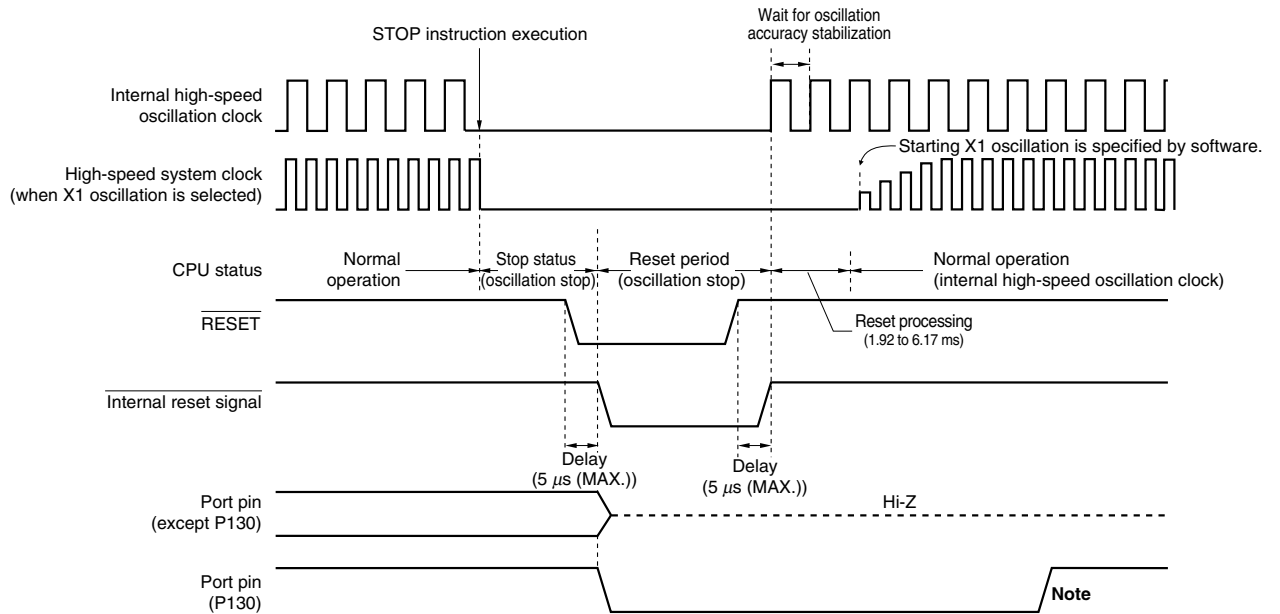 Wait for oscillation
accuracy stabilization
STOP instruction execution
Internal high-speed
oscillation clock
Starting X1 oscillation is specified by software.
High-speed system clock
(when X1 oscillation is selected)
CPU status
Normal
operation
Stop status
(oscillation stop)
Reset period
(oscillation stop)
Normal operation
(internal high-speed oscillation clock)
RESET
Reset processing
(1.92 to 6.17 ms)
Internal reset signal
Delay
(5 μs (MAX.))
Delay
(5 μs (MAX.))
Port pin
(except P130)
Hi-Z
Port pin
(P130)
Note